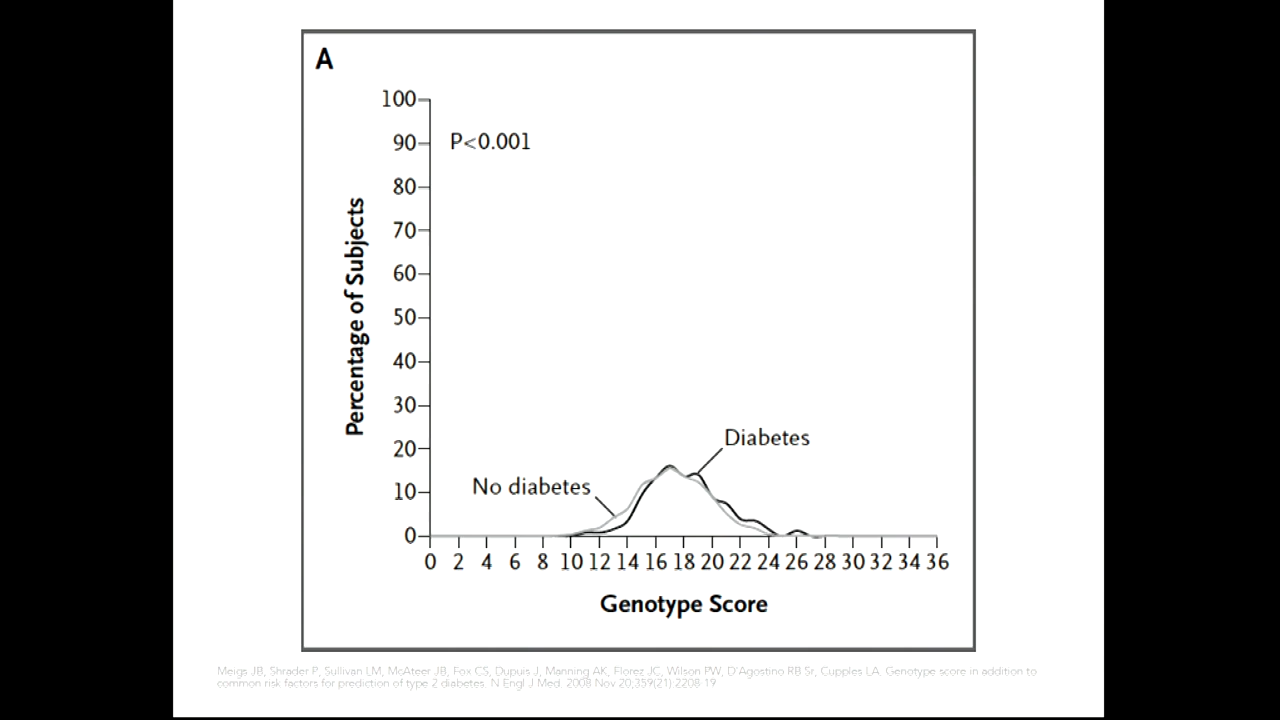 A
100
90
P<0.001
80
70
60
50
40
30
20
10
0
Percentage of Subjects
Diabetes
No diabetes
0 2 4 6 8 10 12 14 16 18 20 22 24 26 28 30 32 34 36
Genotype Score
Meigs JB, Shrader P, Sullivan LM, McAteer JB, Fox CS, Dupuis J, Manning AK, Florez JC, Wilson PW, D'Agostino RB Sr, Cupples LA. Genotype score in addition to
common risk factors for prediction of type 2 diabetes. N Engl J Med. 2008 Nov 20;359(21):2208-19